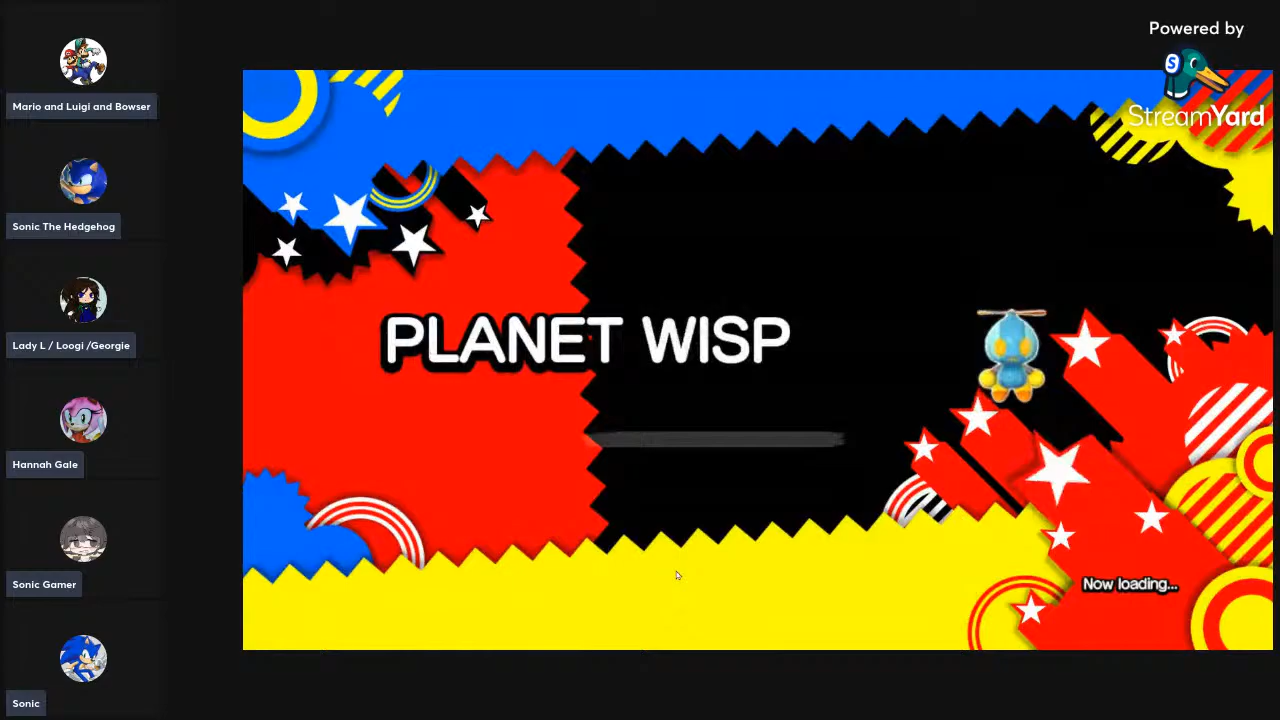 Mario and Luigi and Bowser
Sonic The Hedgehog
Lady L / Loogi /Georgie
Hannah Gale
Sonic Gamer
Sonic
Powered by
S
StreamYard
PLANET WISP
Now loading...